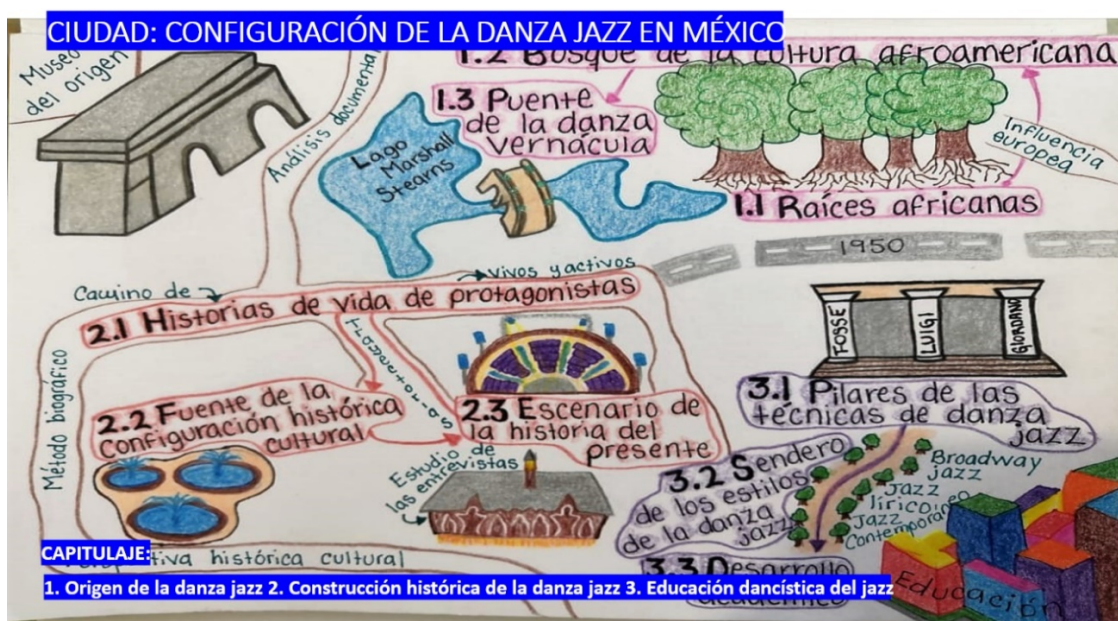 CIUDAD: CONFIGURACIÓN DE LA DANZA JAZZ EN MÉXICO
Museo
del origen
Análisis documental
1.2 Bosque de la cultura afroamericana
1.3 Puente
de la danza
vernácula
Lago
Marshall
Stearns
Influencia
europea
1.1 Raíces africanas
1950
Camino de
vivos y activos
2.1 Historias de vida de protagonistas
Trayectorias
Método biográfico
FOSSE
LUIGI
GIORDANO
2.2 Fuente de la
configuración histórica
cultural
2.3 Escenario de
la historia del
presente
3.1 Pilares de las
técnicas de danza
jazz
Estudio de
las entrevistas
3.2 Sendero
de los estilos
de la danza
jazz
Broadway
jazz
Jazz
lírico
Jazz
Contemporáneo
CAPITULAJE:
histórica cultural
3.3 Desarrollo
Educación
1. Origen de la danza jazz 2. Construcción histórica de la danza jazz 3. Educación dancística del jazz